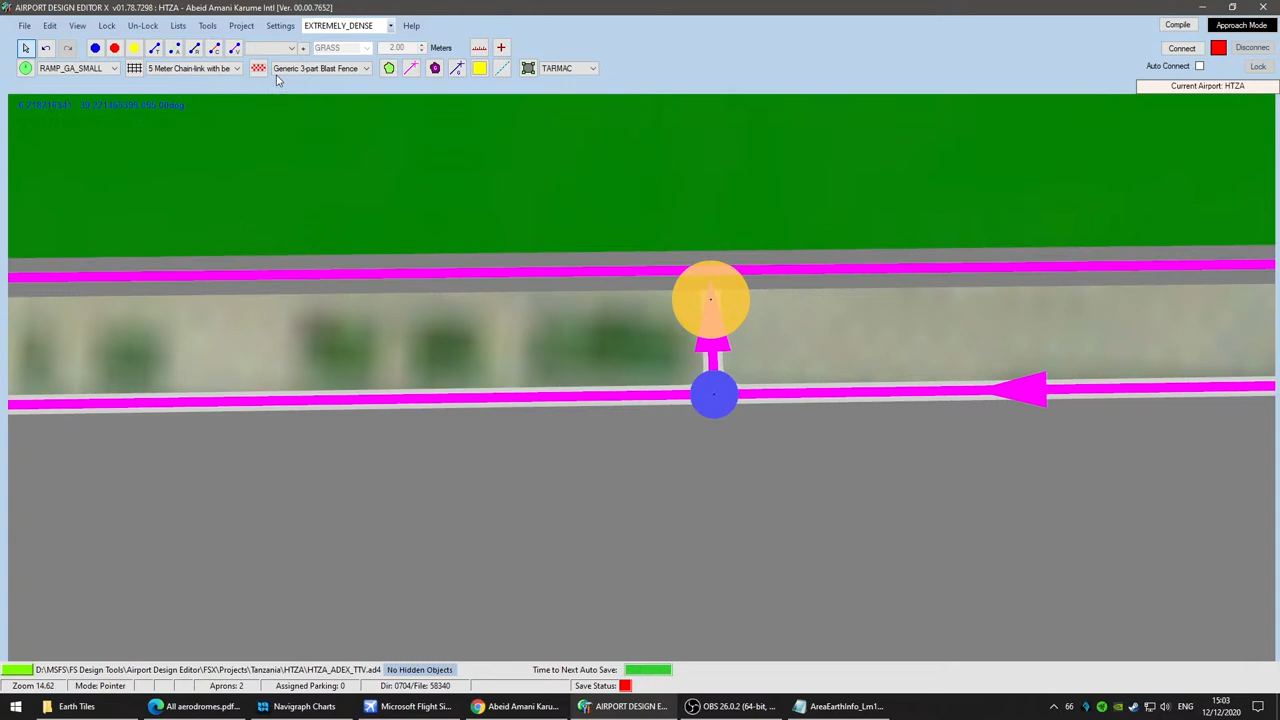 AIRPORT DESIGN EDITOR X v01.78.7298 : HTZA - Abeid Amani Karume Intl [Ver. 00.00.7652]
File Edit View Lock Un-Lock Lists Tools Project Settings EXTREMELY_DENSE Help
Compile Approach Mode
GRASS 2.00 Meters
Connect Disconnec
RAMP_GA_SMALL 5 Meter Chain-link with be Generic 3-part Blast Fence TARMAC
Auto Connect Lock
Current Airport: HTZA
D:\MSFS\FS Design Tools\Airport Design Editor\FSX\Projects\Tanzania\HTZA\HTZA_ADEX_TTV.ad4 No Hidden Objects Time to Next Auto Save:
Zoom 14.62 Mode: Pointer Aprons: 2 Assigned Parking: 0 Dir: 0704/File: 58340 Save Status:
Earth Tiles All aerodromes.pdf... Navigraph Charts Microsoft Flight Si... Abeid Amani Karu... AIRPORT DESIGN E... OBS 26.0.2 (64-bit, ... AreaEarthInfo_Lm1... 66 15:03
12/12/2020